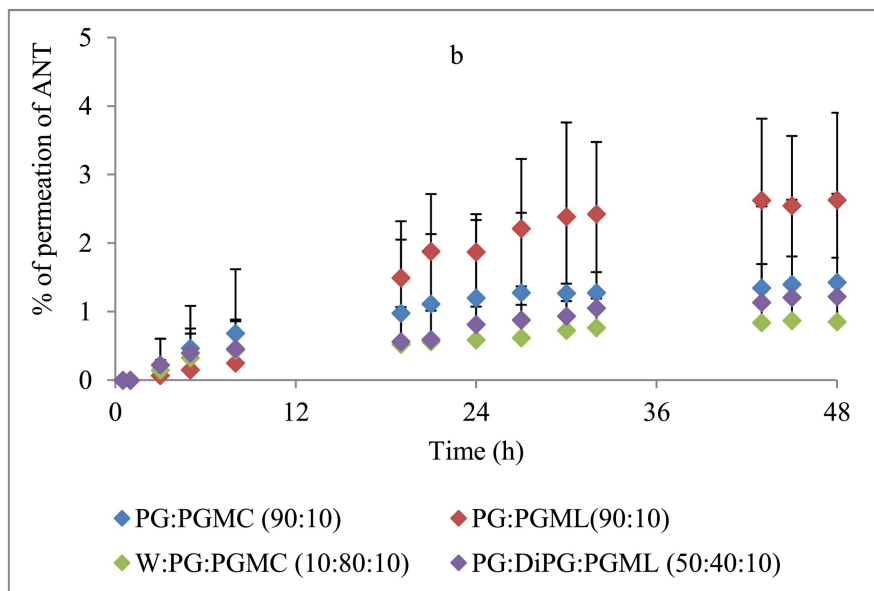 b
5
4
3
2
1
0
% of permeation of ANT
0 12 24 36 48
Time (h)
PG:PGMC (90:10) PG:PGML(90:10)
W:PG:PGMC (10:80:10) PG:DiPG:PGML (50:40:10)